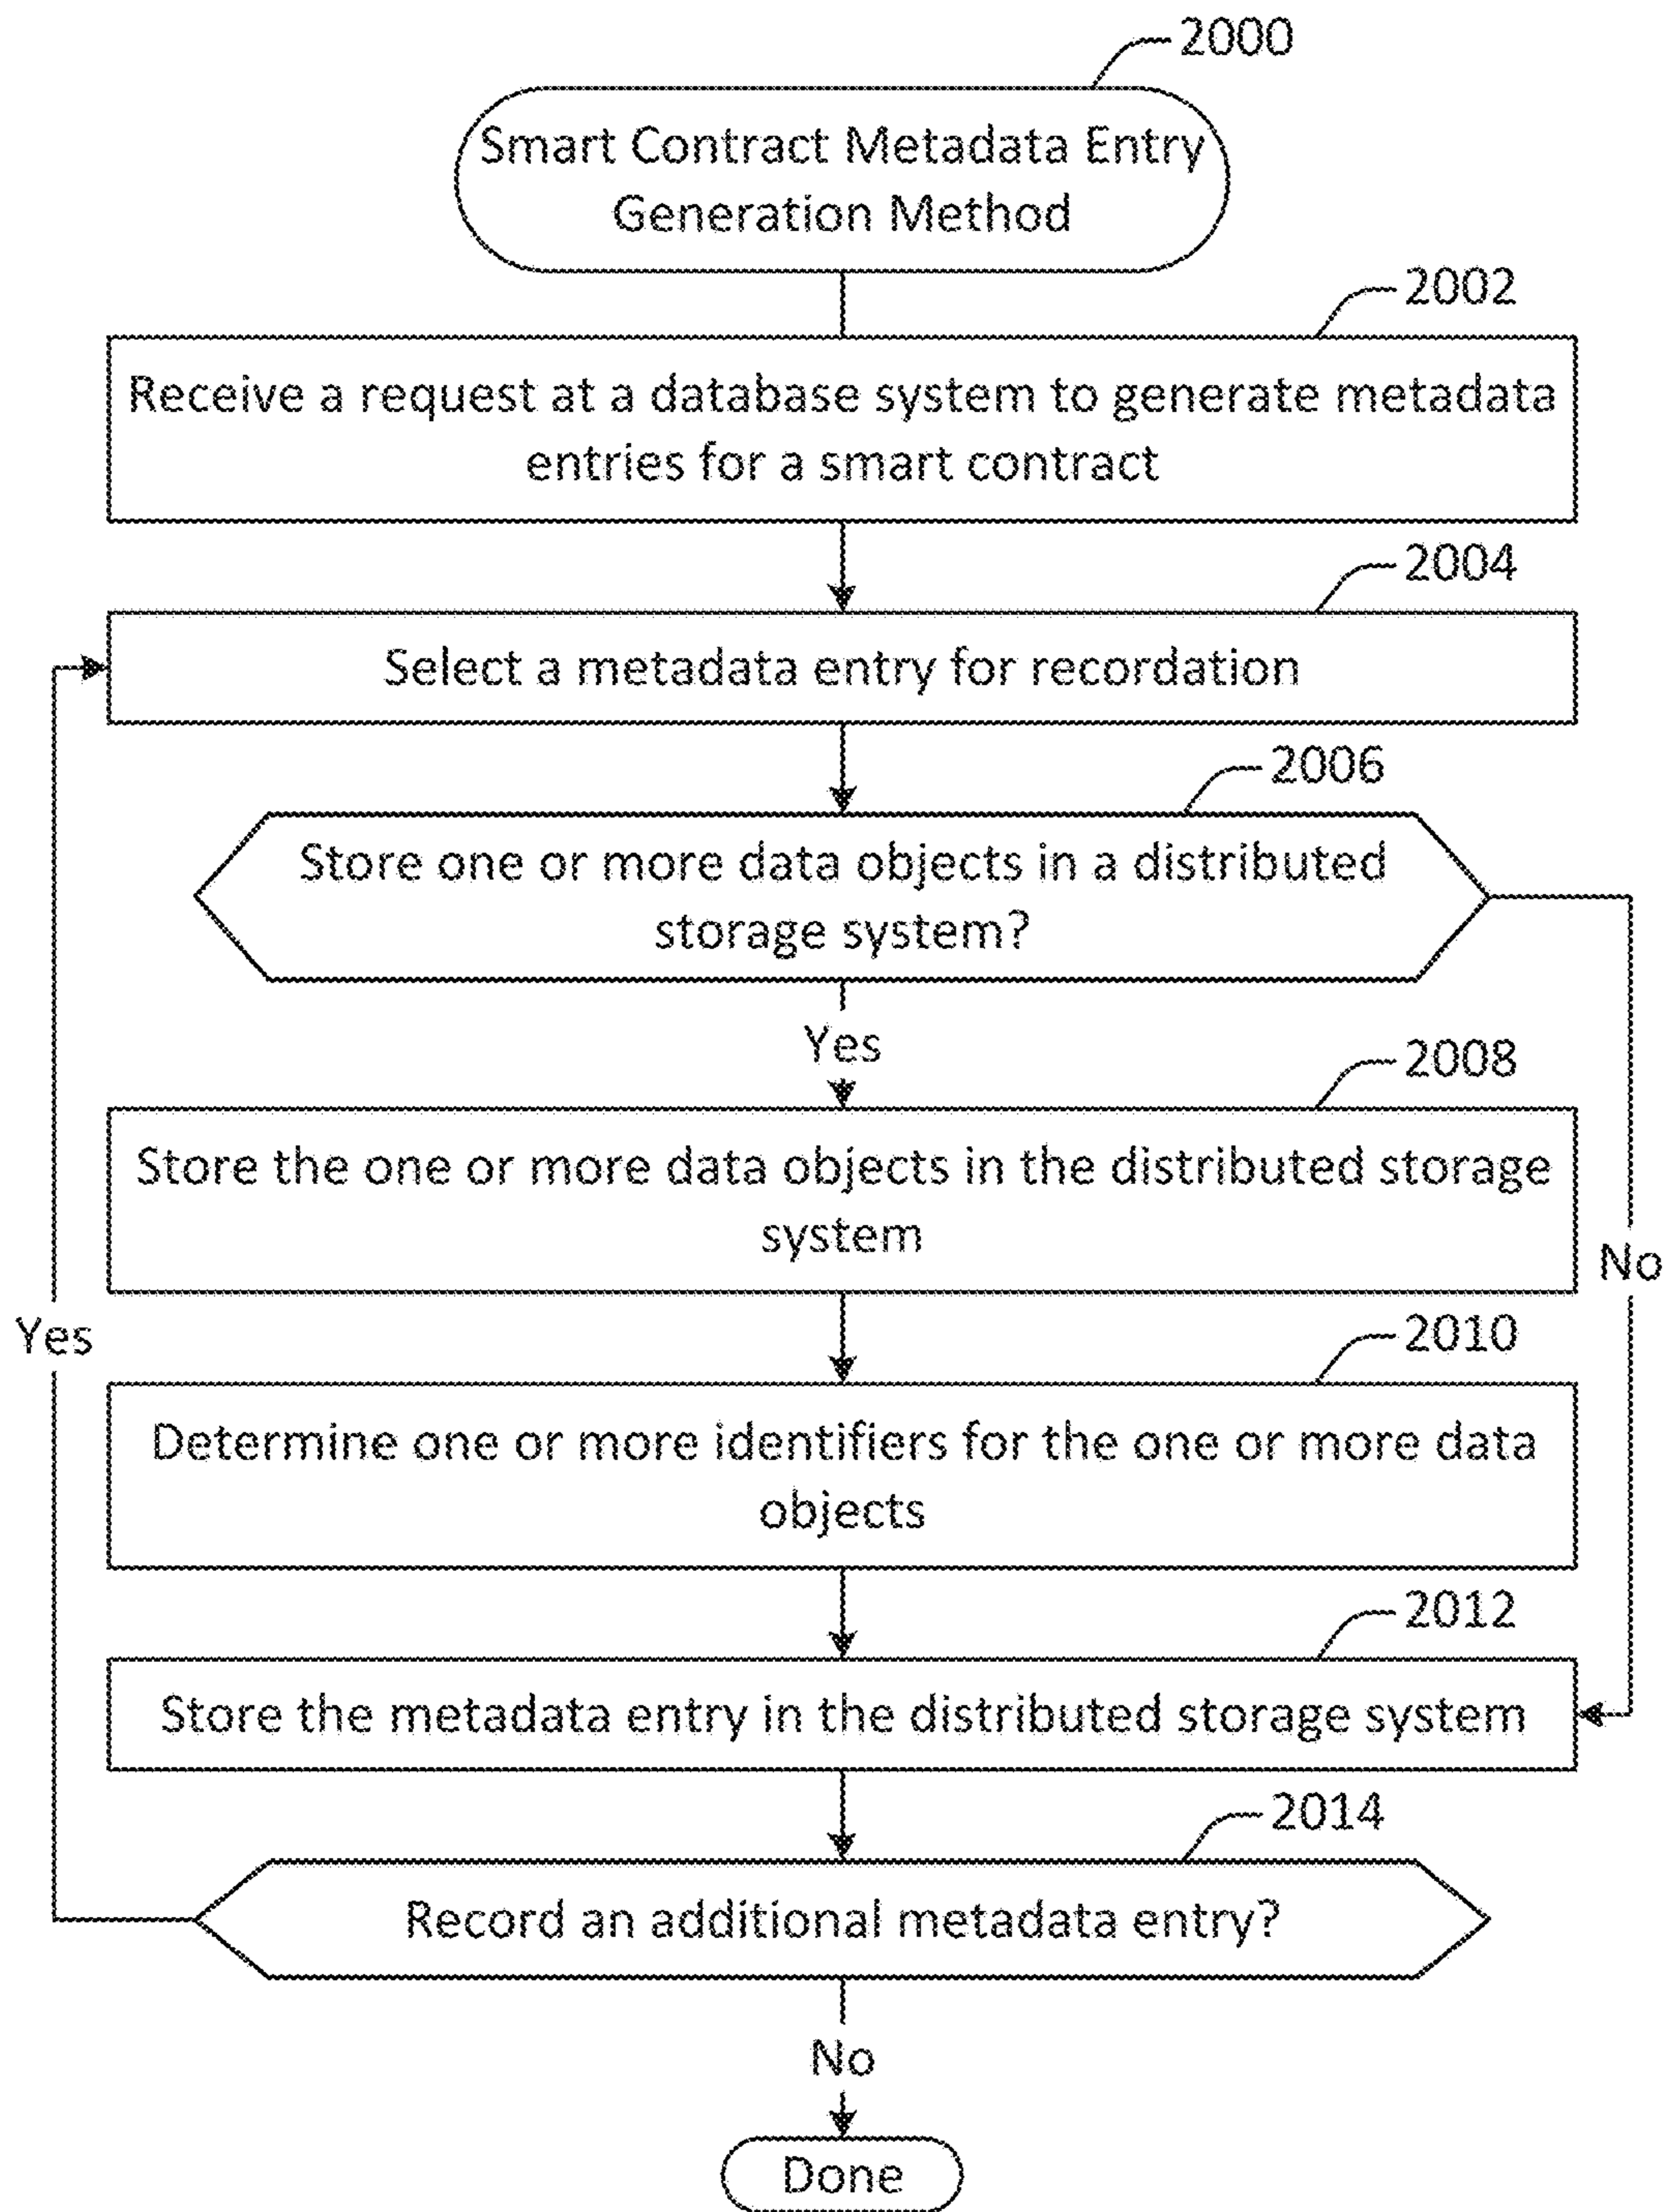 2000
Smart Contract Metadata Entry
Generation Method
2002
Receive a request at a database system to generate metadata
entries for a smart contract
2004
Select a metadata entry for recordation
2006
Store one or more data objects in a distributed
storage system?
Yes
2008
Store the one or more data objects in the distributed storage
system
No
Yes
2010
Determine one or more identifiers for the one or more data
objects
2012
Store the metadata entry in the distributed storage system
2014
Record an additional metadata entry?
No
Done